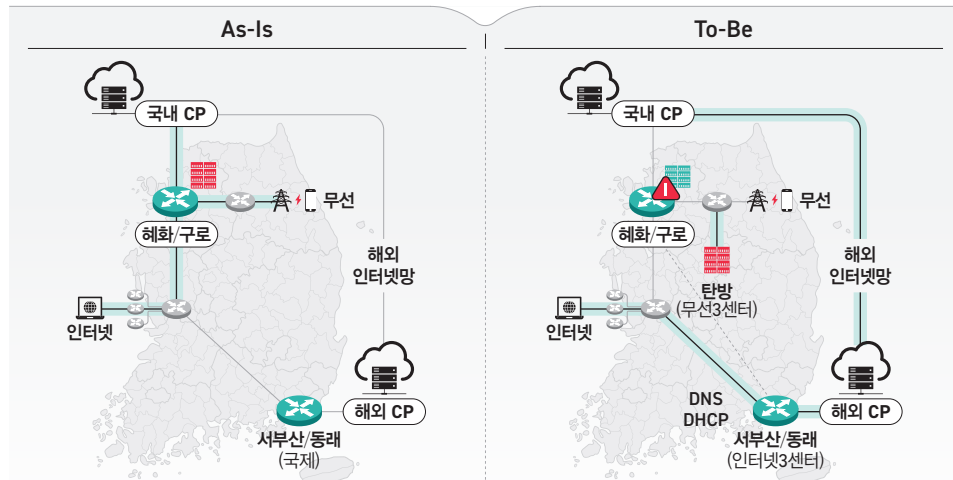 As-Is
국내 CP
무선
혜화/구로
해외
인터넷망
인터넷
해외 CP
서부산/동래
(국제)
To-Be
국내 CP
무선
혜화/구로
해외
인터넷망
탄방
(무선3센터)
인터넷
DNS
DHCP
해외 CP
서부산/동래
(인터넷3센터)